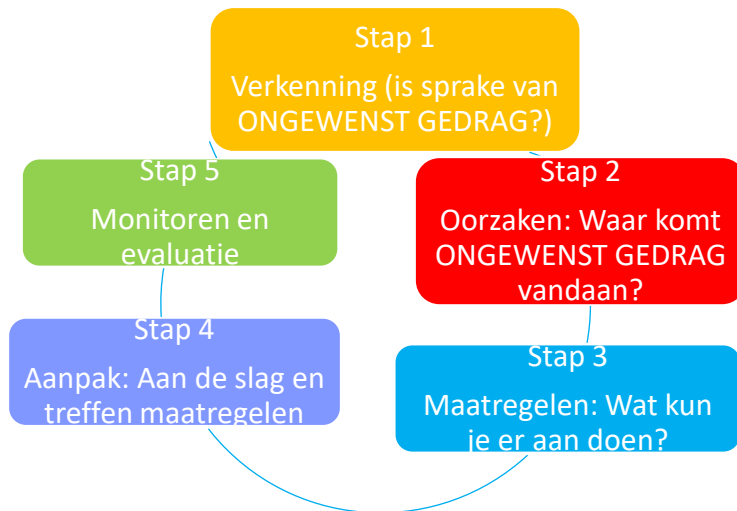 Stap 1
Verkenning (is sprake van
ONGEWENST GEDRAG?)
Stap 2
Oorzaken: Waar komt
ONGEWENST GEDRAG
vandaan?
Stap 3
Maatregelen: Wat kun
je er aan doen?
Stap 4
Aanpak: Aan de slag en
treffen maatregelen
Stap 5
Monitoren en
evaluatie